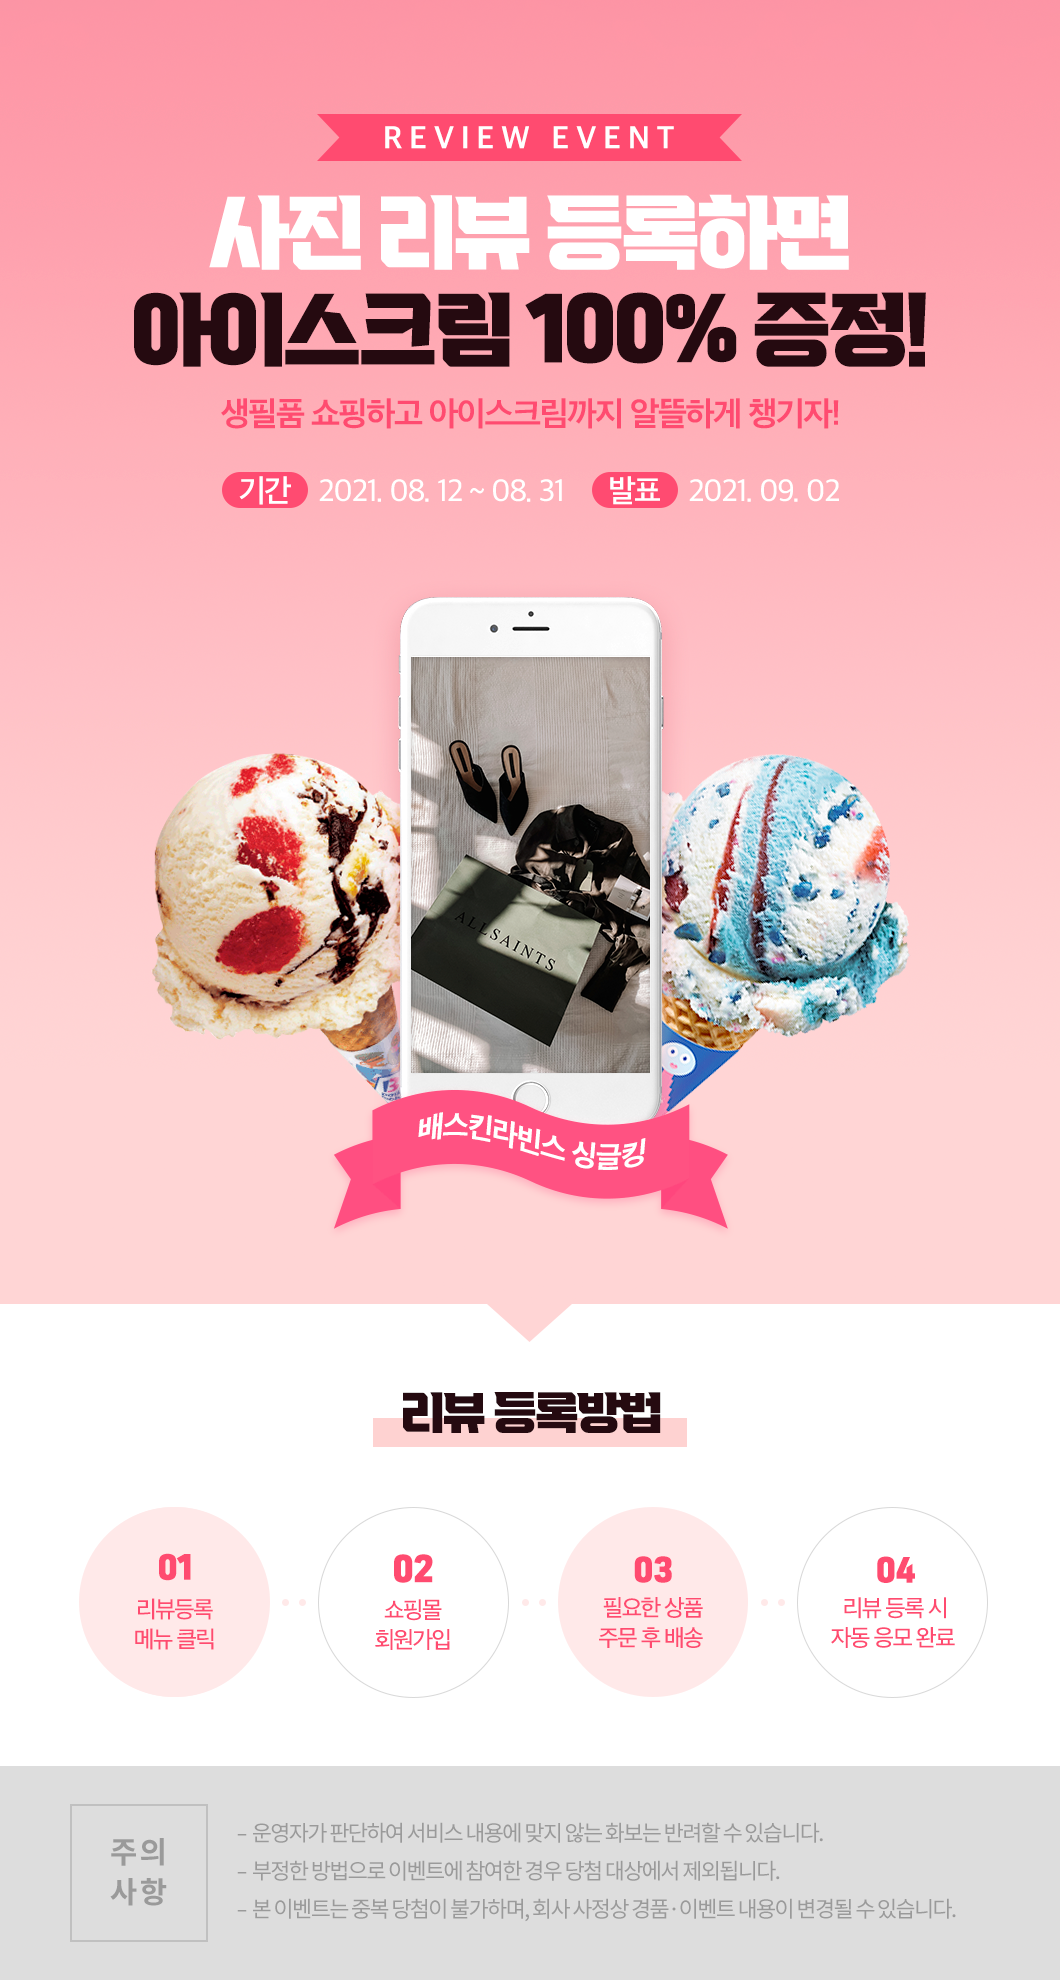 REVIEW EVENT
사진 리뷰 등록하면
아이스크림 100% 증정!
생필품 쇼핑하고 아이스크림까지 알뜰하게 챙기자!
기간 2021. 08. 12 ~ 08. 31 발표 2021. 09. 02
ALLSAINTS
배스킨라빈스 싱글킹
리뷰 등록방법
01
리뷰등록
메뉴 클릭
02
쇼핑몰
회원가입
03
필요한 상품
주문 후 배송
04
리뷰 등록 시
자동 응모 완료
주의
사항
– 운영자가 판단하여 서비스 내용에 맞지 않는 화보는 반려할 수 있습니다.
– 부정한 방법으로 이벤트에 참여한 경우 당첨 대상에서 제외됩니다.
– 본 이벤트는 중복 당첨이 불가하며, 회사 사정상 경품·이벤트 내용이 변경될 수 있습니다.